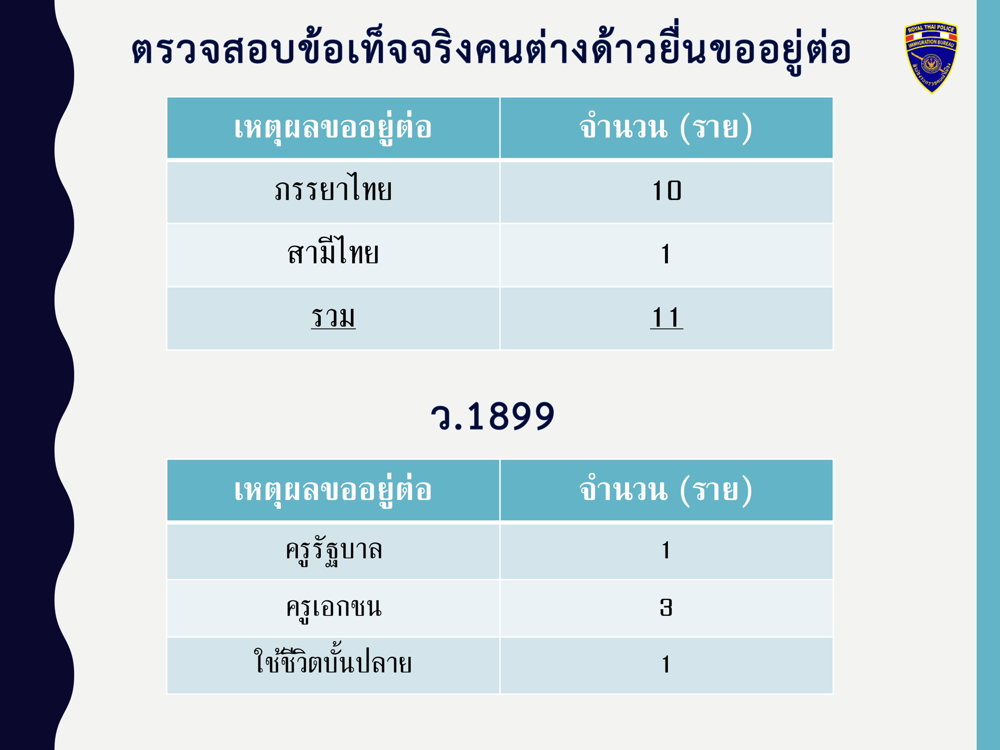 ตรวจสอบข้อเท็จจริงคนต่างด้าวยื่นขออยู่ต่อ
ROYAL THAI POLICE
IMMIGRATION BUREAU
สำนักงานตรวจคนเข้าเมือง
เหตุผลขออยู่ต่อ จำนวน (ราย)
ภรรยาไทย 10
สามีไทย 1
รวม 11
ว.1899
เหตุผลขออยู่ต่อ จำนวน (ราย)
ครูรัฐบาล 1
ครูเอกชน 3
ใช้ชีวิตบั้นปลาย 1